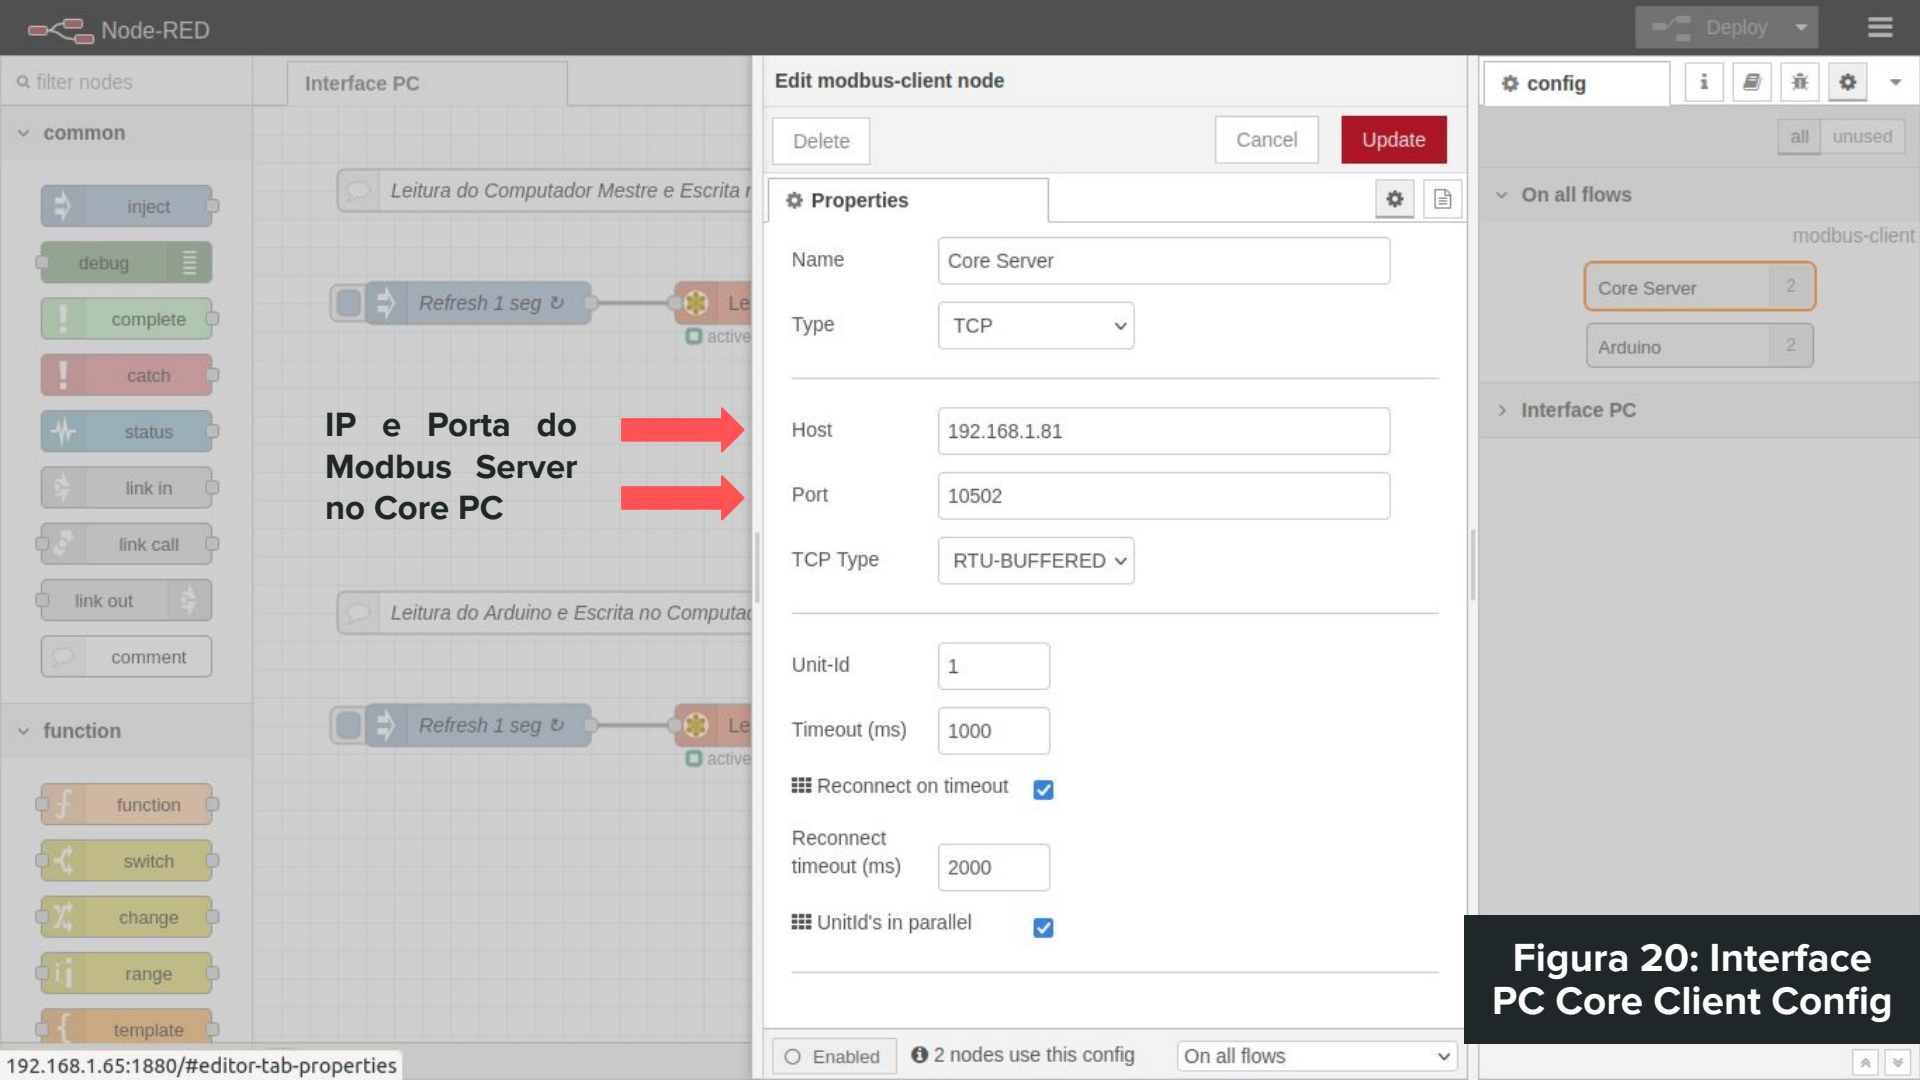 Node-RED
Deploy
filter nodes
Interface PC
Edit modbus-client node
config
i
common
Delete
Cancel
Update
all
unused
inject
Leitura do Computador Mestre e Escrita
Properties
On all flows
modbus-client
debug
Name
Core Server
Core Server
2
complete
Refresh 1 seg ↻
Le
Type
TCP
active
Arduino
2
catch
IP e Porta do
Modbus Server
no Core PC
Host
192.168.1.81
Interface PC
status
link in
Port
10502
link call
TCP Type
RTU-BUFFERED
link out
Leitura do Arduino e Escrita no Computa
comment
Unit-Id
1
function
Refresh 1 seg ↻
Le
Timeout (ms)
1000
active
Reconnect on timeout
function
Reconnect
timeout (ms)
2000
switch
change
UnitId's in parallel
range
Figura 20: Interface
PC Core Client Config
template
Enabled
2 nodes use this config
On all flows
192.168.1.65:1880/#editor-tab-properties